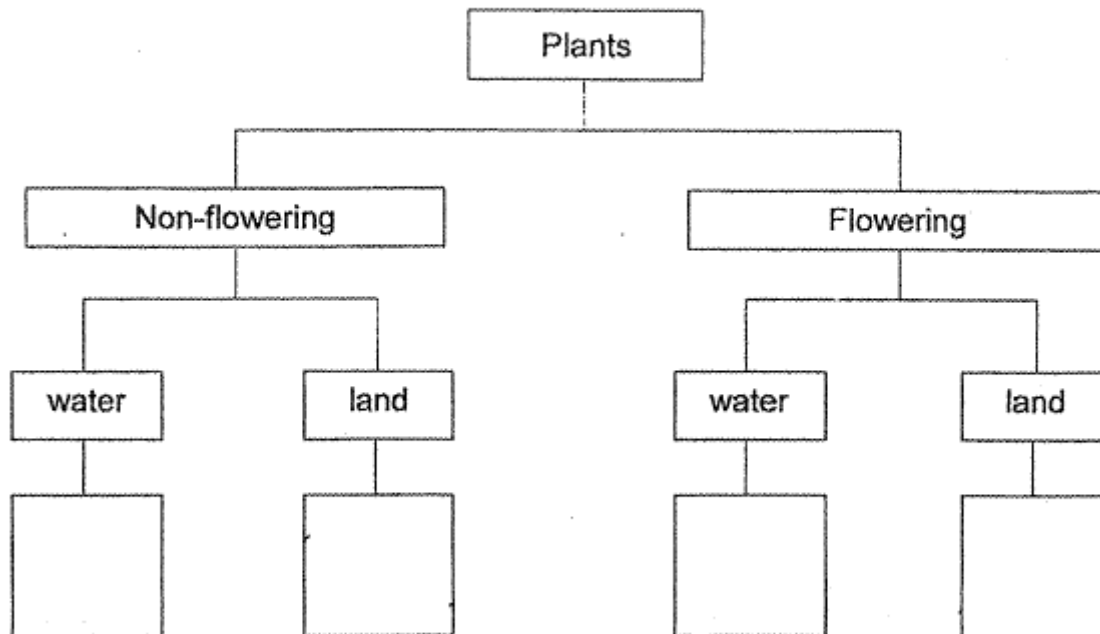 Plants
Non-flowering
Flowering
water
land
water
land